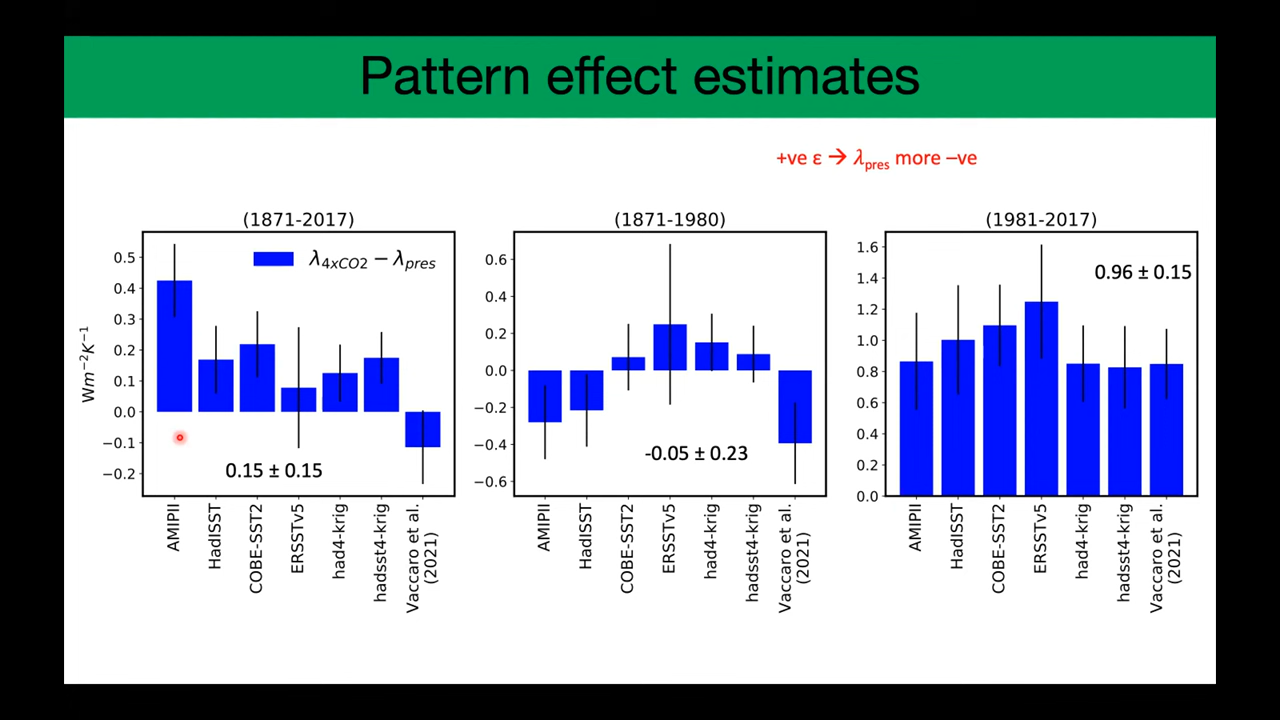 Pattern effect estimates
+ve ε → λpres more –ve
(1871-2017)
λ4xCO2 − λpres
Wm−2K−1
0.5
0.4
0.3
0.2
0.1
0.0
−0.1
−0.2
0.15 ± 0.15
AMIPII
HadISST
COBE-SST2
ERSSTv5
had4-krig
hadsst4-krig
Vaccaro et al.
(2021)
(1871-1980)
0.6
0.4
0.2
0.0
−0.2
−0.4
−0.6
-0.05 ± 0.23
AMIPII
HadISST
COBE-SST2
ERSSTv5
had4-krig
hadsst4-krig
Vaccaro et al.
(2021)
(1981-2017)
1.6
1.4
1.2
1.0
0.8
0.6
0.4
0.2
0.0
0.96 ± 0.15
AMIPII
HadISST
COBE-SST2
ERSSTv5
had4-krig
hadsst4-krig
Vaccaro et al.
(2021)